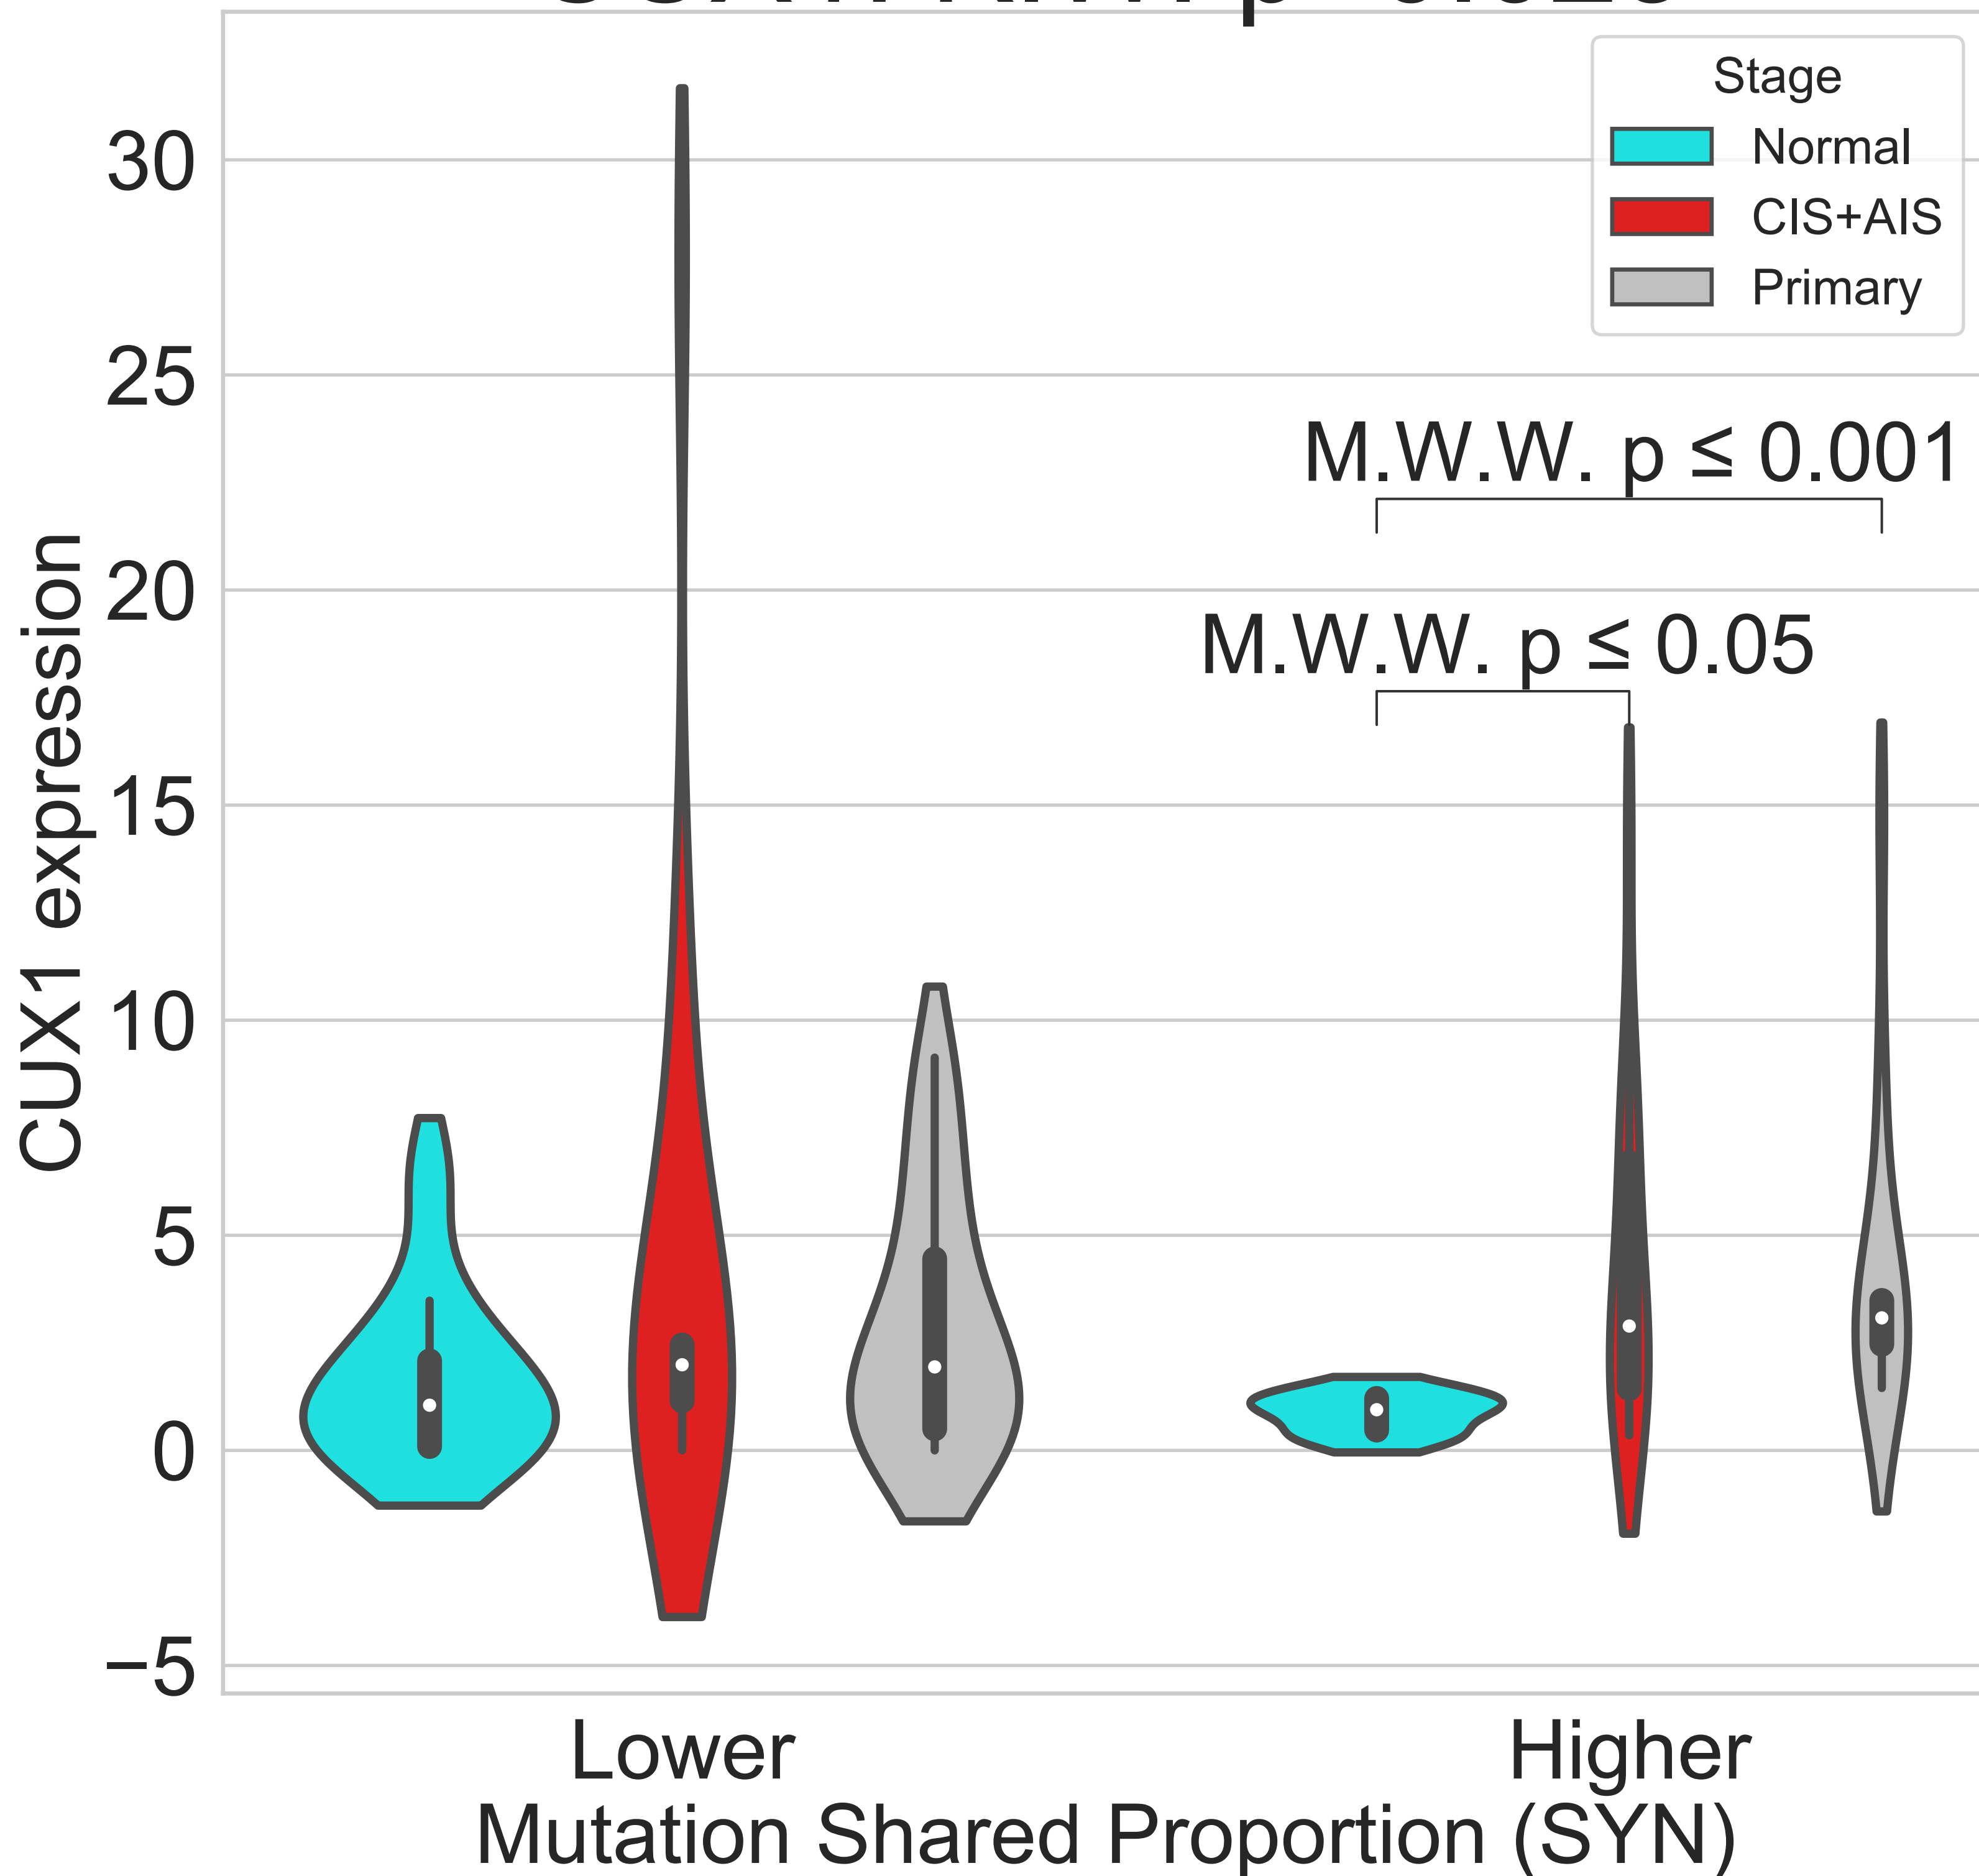 Stage
Normal
CIS+AIS
Primary
30
25
20
15
10
5
0
−5
CUX1 expression
M.W.W. p ≤ 0.001
M.W.W. p ≤ 0.05
Lower
Higher
Mutation Shared Proportion (SYN)